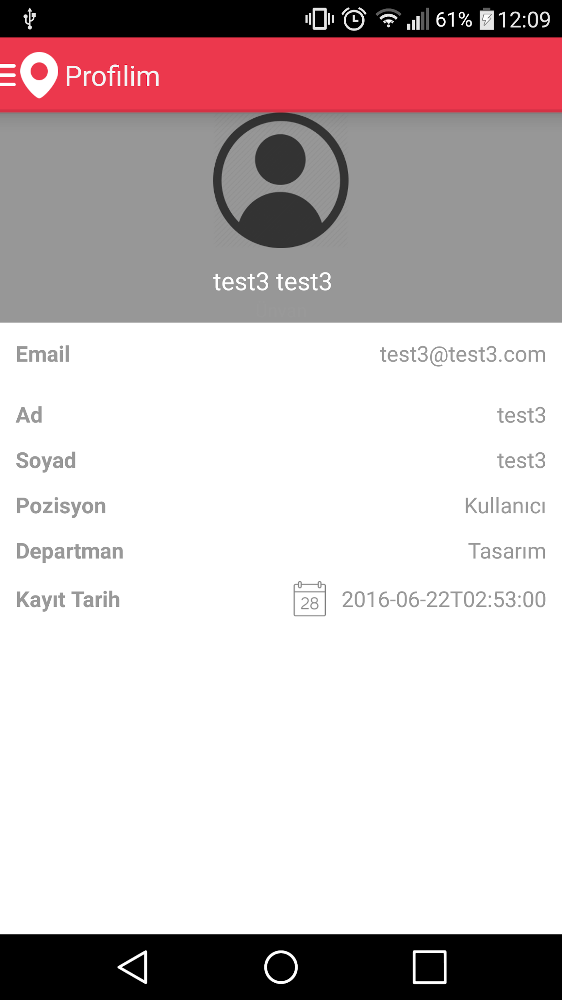 61% 12:09
Profilim
test3 test3
Ünvan
Email test3@test3.com
Ad test3
Soyad test3
Pozisyon Kullanıcı
Departman Tasarım
Kayıt Tarih 28 2016-06-22T02:53:00